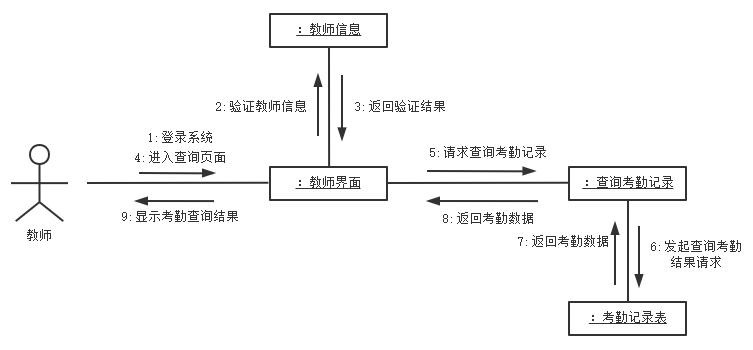 ：教师信息
2:验证教师信息
3:返回验证结果
1:登录系统
4:进入查询页面
5:请求查询考勤记录
：教师界面
：查询考勤记录
9:显示考勤查询结果
8:返回考勤数据
教师
7:返回考勤数据
6:发起查询考勤
结果请求
：考勤记录表